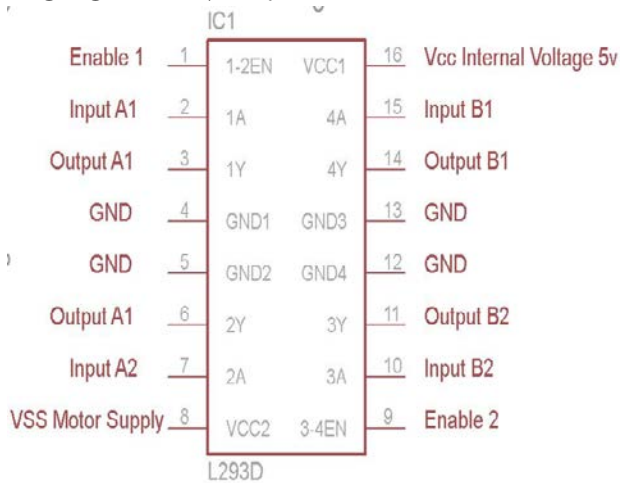 IC1
Enable 1 1 1-2EN VCC1 16 Vcc Internal Voltage 5v
Input A1 2 1A 4A 15 Input B1
Output A1 3 1Y 4Y 14 Output B1
GND 4 GND1 GND3 13 GND
GND 5 GND2 GND4 12 GND
Output A1 6 2Y 3Y 11 Output B2
Input A2 7 2A 3A 10 Input B2
VSS Motor Supply 8 VCC2 3-4EN 9 Enable 2
L293D